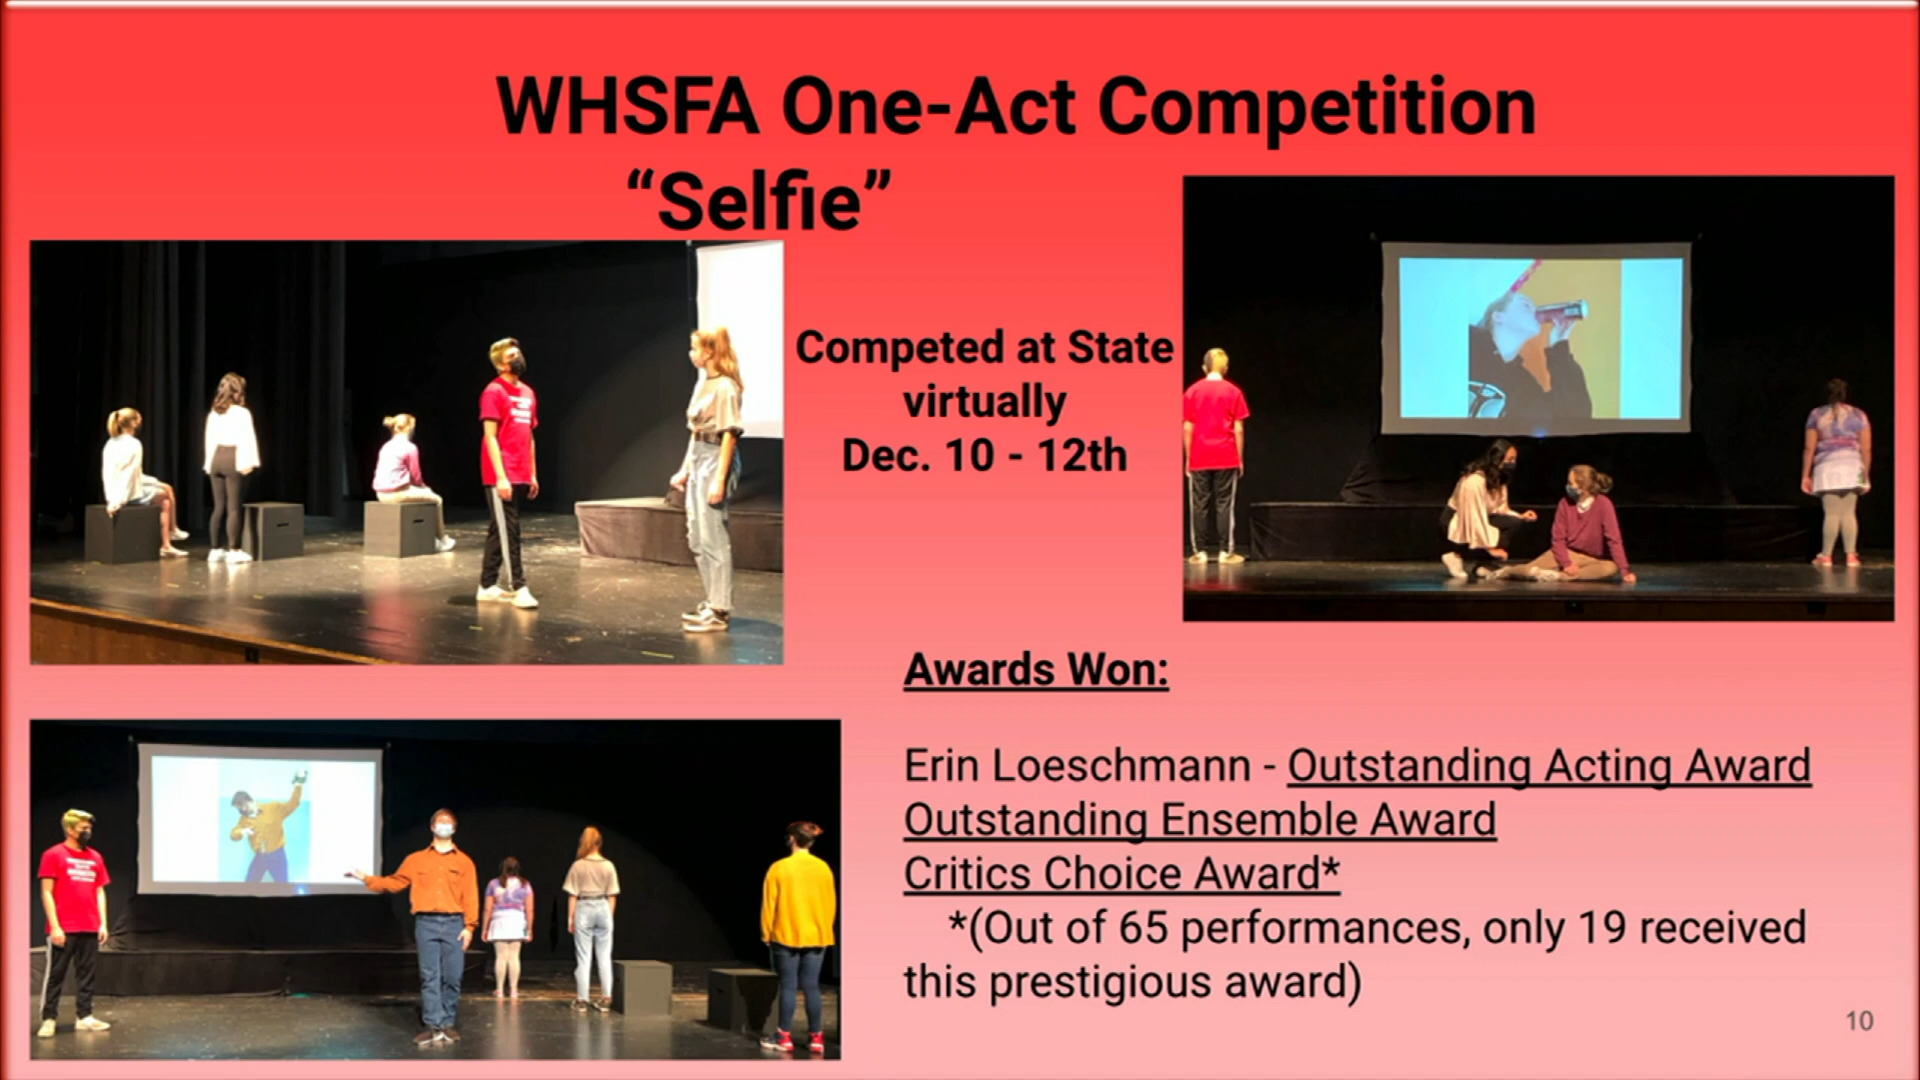 WHSFA One-Act Competition
“Selfie”
Competed at State
virtually
Dec. 10 - 12th
Awards Won:
Erin Loeschmann - Outstanding Acting Award
Outstanding Ensemble Award
Critics Choice Award*
*(Out of 65 performances, only 19 received
this prestigious award)
10